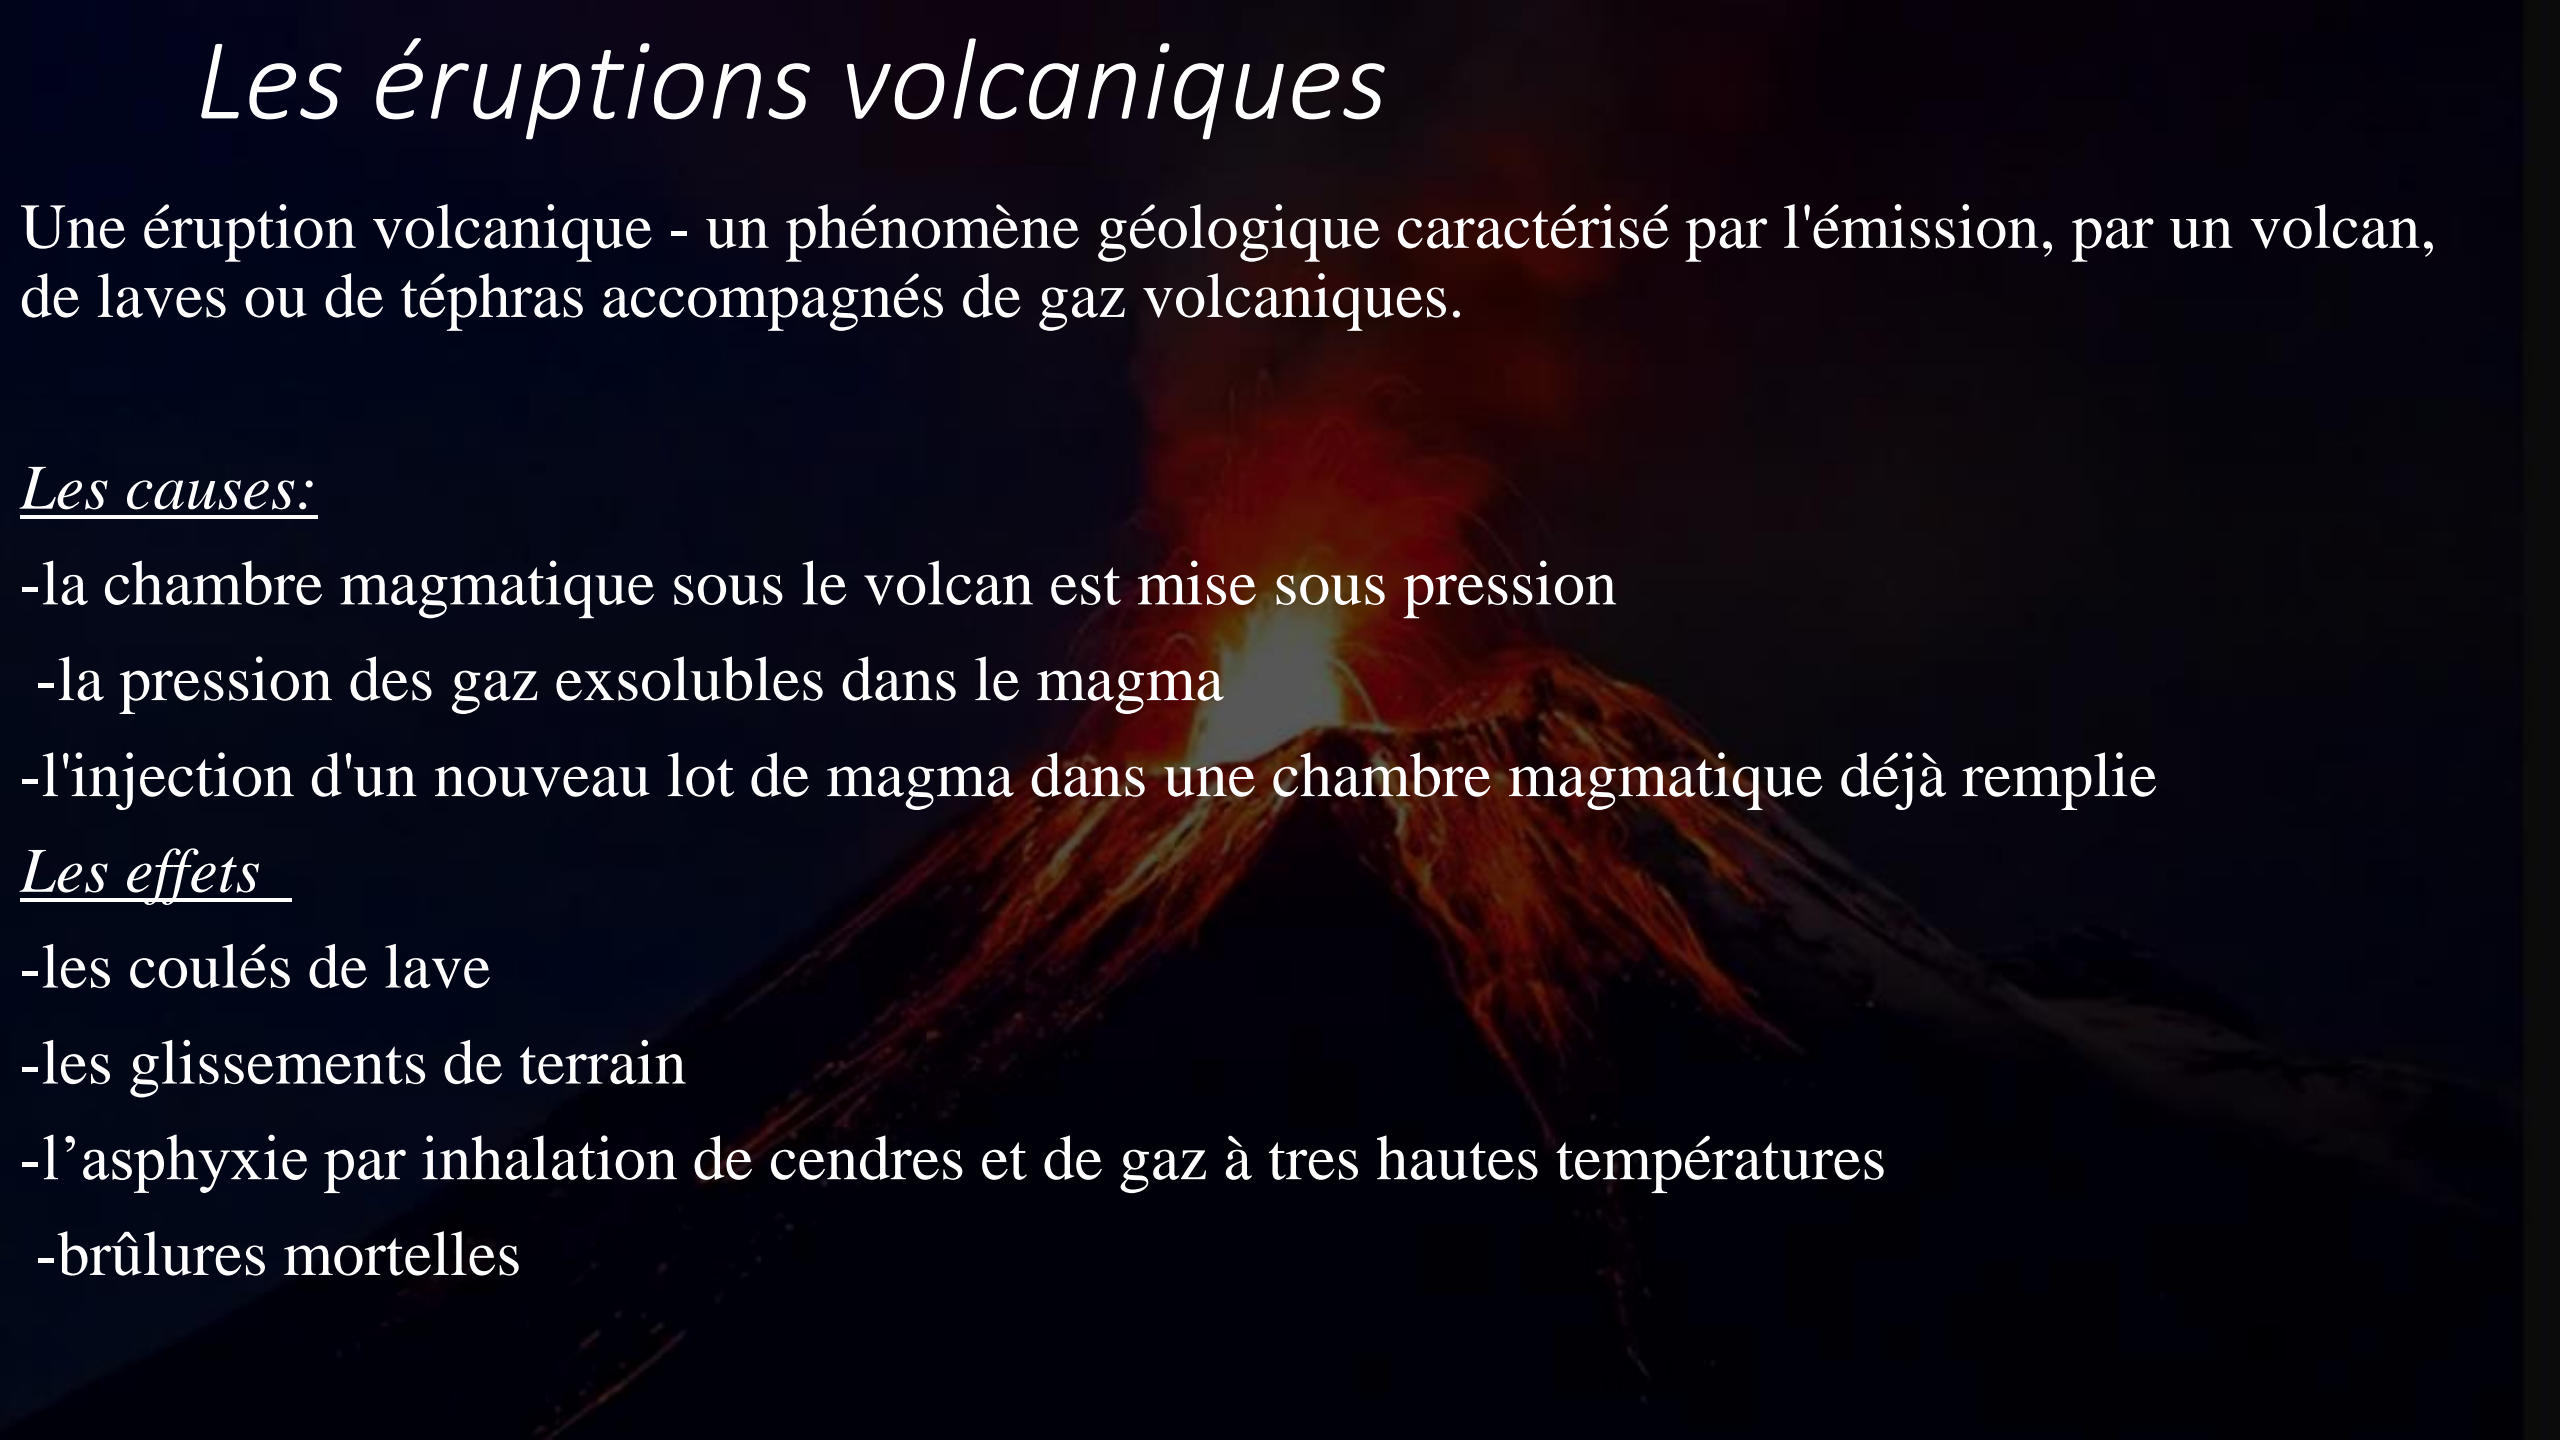 Les éruptions volcaniques
Une éruption volcanique - un phénomène géologique caractérisé par l'émission, par un volcan,
de laves ou de téphras accompagnés de gaz volcaniques.
Les causes:
-la chambre magmatique sous le volcan est mise sous pression
-la pression des gaz exsolubles dans le magma
-l'injection d'un nouveau lot de magma dans une chambre magmatique déjà remplie
Les effets
-les coulés de lave
-les glissements de terrain
-l’asphyxie par inhalation de cendres et de gaz à tres hautes températures
-brûlures mortelles